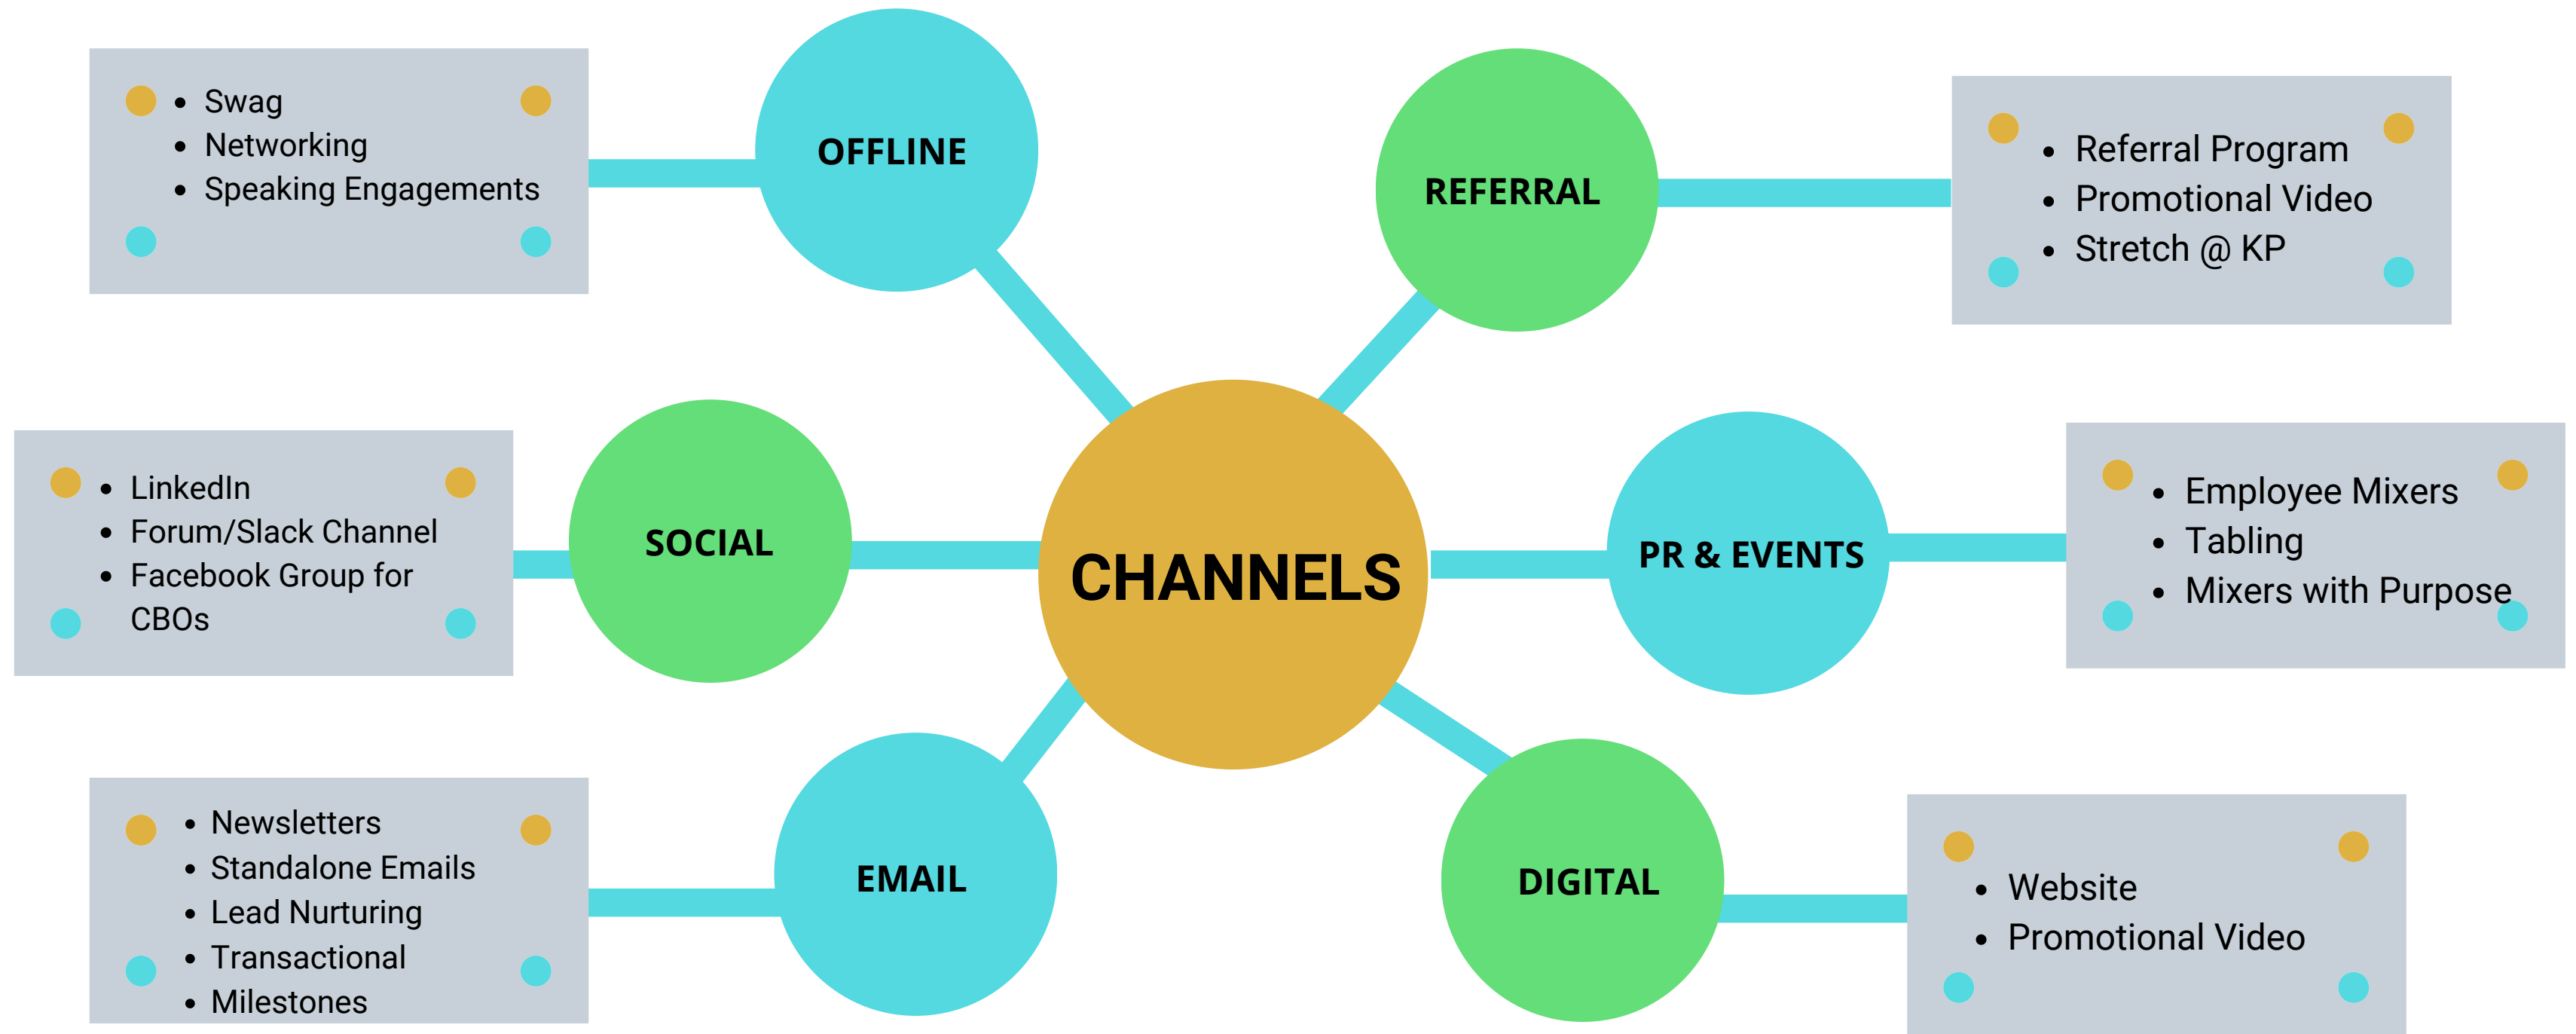 OFFLINE
• Swag
• Networking
• Speaking Engagements
REFERRAL
• Referral Program
• Promotional Video
• Stretch @ KP
SOCIAL
• LinkedIn
• Forum/Slack Channel
• Facebook Group for
CBOs
CHANNELS
PR & EVENTS
• Employee Mixers
• Tabling
• Mixers with Purpose
EMAIL
• Newsletters
• Standalone Emails
• Lead Nurturing
• Transactional
• Milestones
DIGITAL
• Website
• Promotional Video